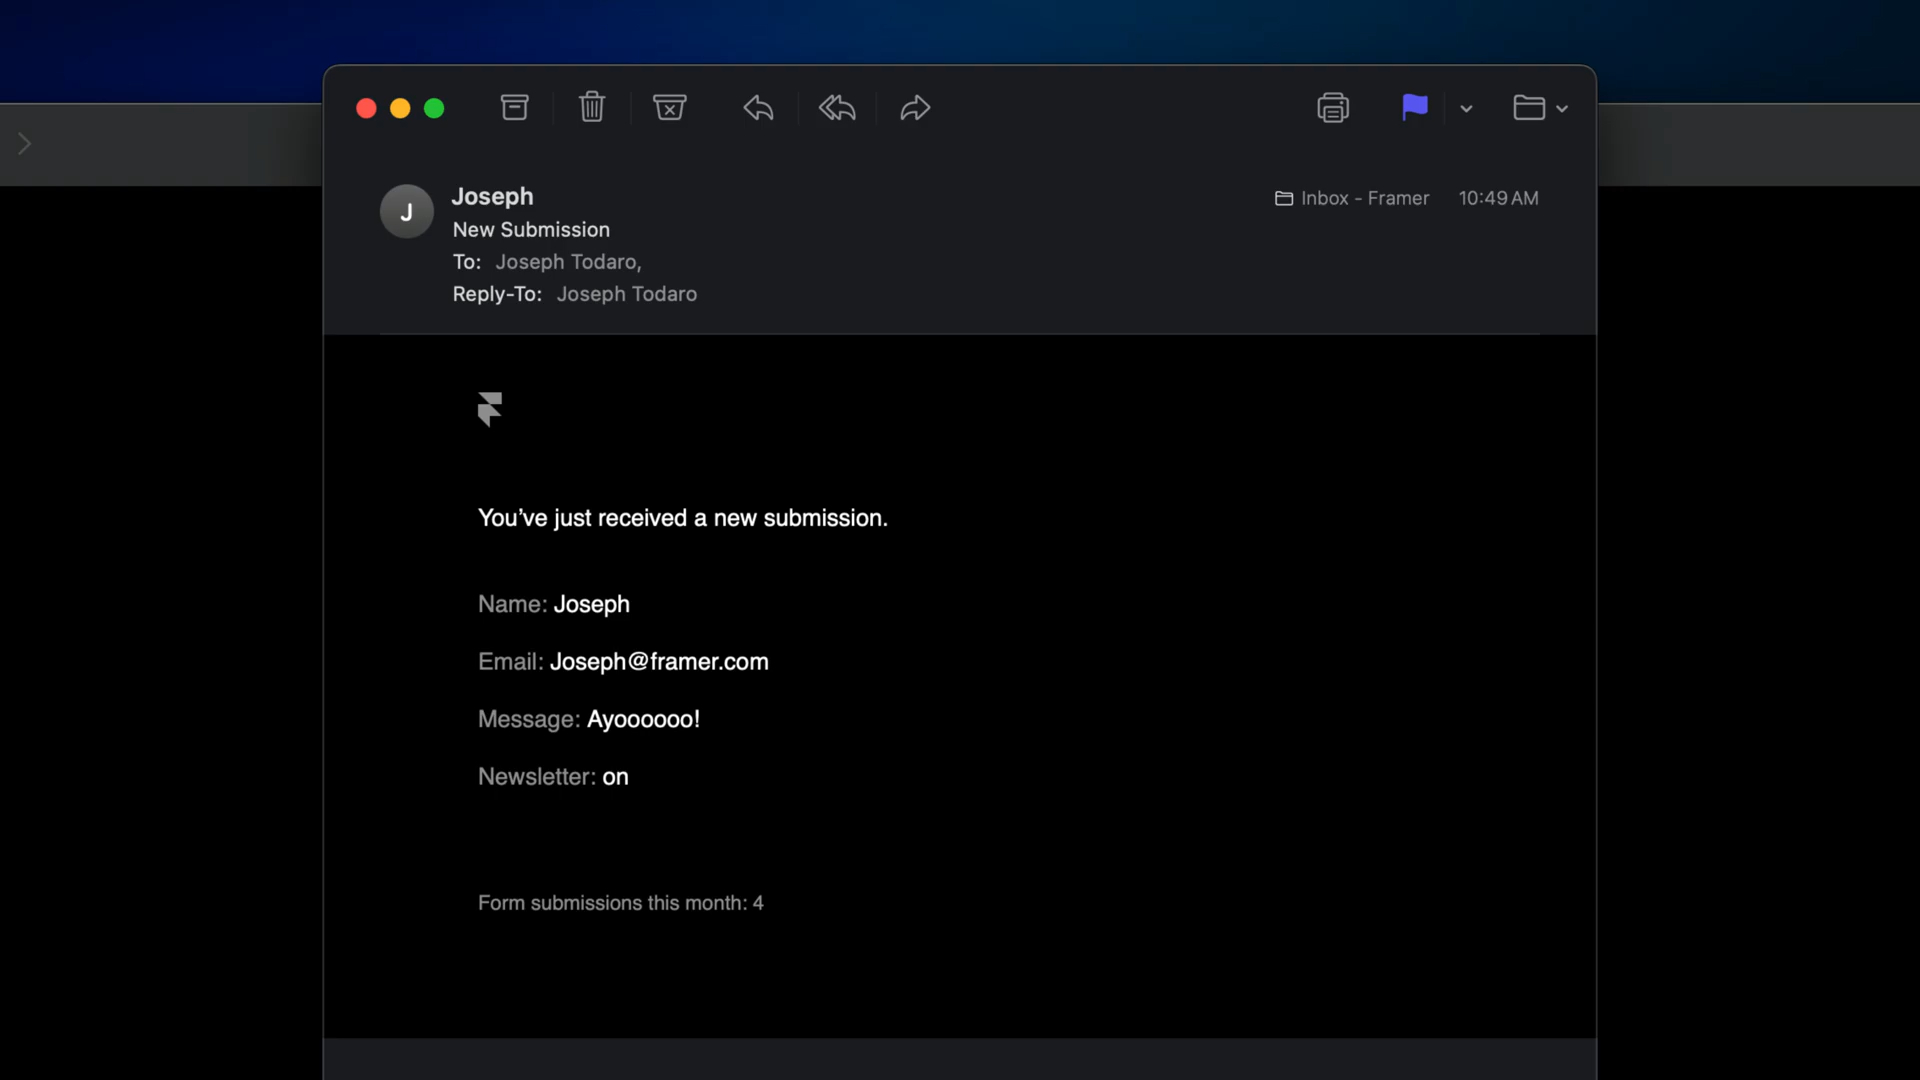 J
Joseph
Inbox - Framer 10:49 AM
New Submission
To: Joseph Todaro,
Reply-To: Joseph Todaro
You’ve just received a new submission.
Name: Joseph
Email: Joseph@framer.com
Message: Ayoooooo!
Newsletter: on
Form submissions this month: 4